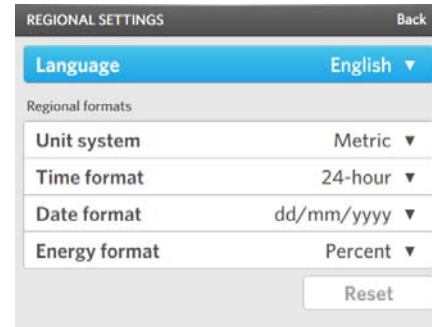 REGIONAL SETTINGS Back
Language English ▼
Regional formats
Unit system Metric ▼
Time format 24-hour ▼
Date format dd/mm/yyyy ▼
Energy format Percent ▼
Reset